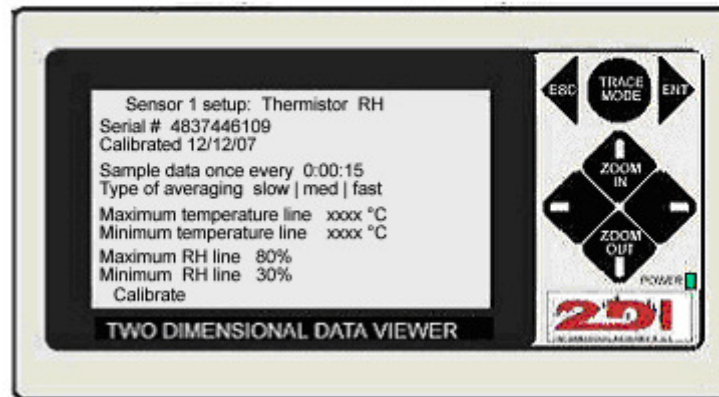 Sensor 1 setup: Thermistor RH
Serial # 4837446109
Calibrated 12/12/07
Sample data once every 0:00:15
Type of averaging slow | med | fast
Maximum temperature line xxxx °C
Minimum temperature line xxxx °C
Maximum RH line 80%
Minimum RH line 30%
Calibrate
TWO DIMENSIONAL DATA VIEWER
ESC
TRACE
MODE
ENT
ZOOM
IN
ZOOM
OUT
POWER
2DI